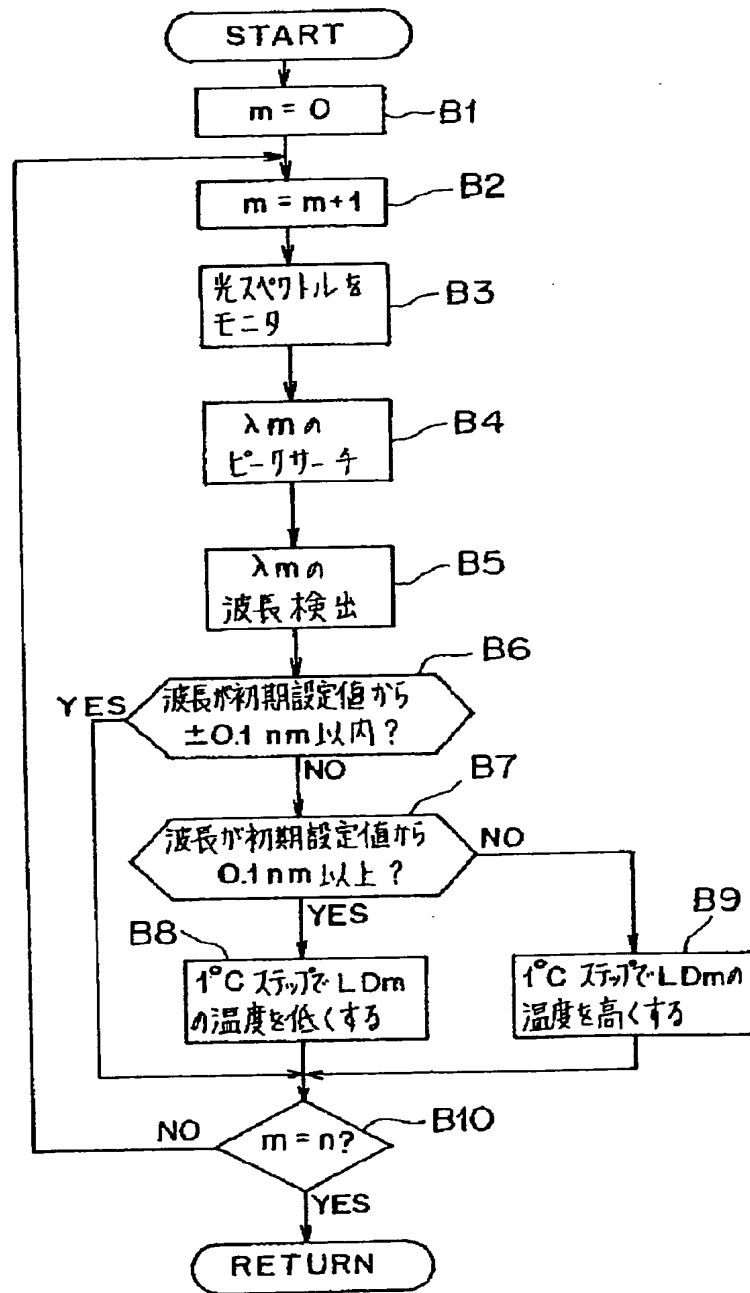 START
m = 0
B1
m = m+1
B2
光スペクトルを
モニタ
B3
λmの
ピークサーチ
B4
λmの
波長検出
B5
B6
YES
波長が初期設定値から
±0.1 nm以内?
NO
B7
波長が初期設定値から
0.1nm以上?
NO
YES
B8
1°CステップでLDm
の温度を低くする
B9
1°CステップでLDmの
温度を高くする
NO
m = n?
B10
YES
RETURN